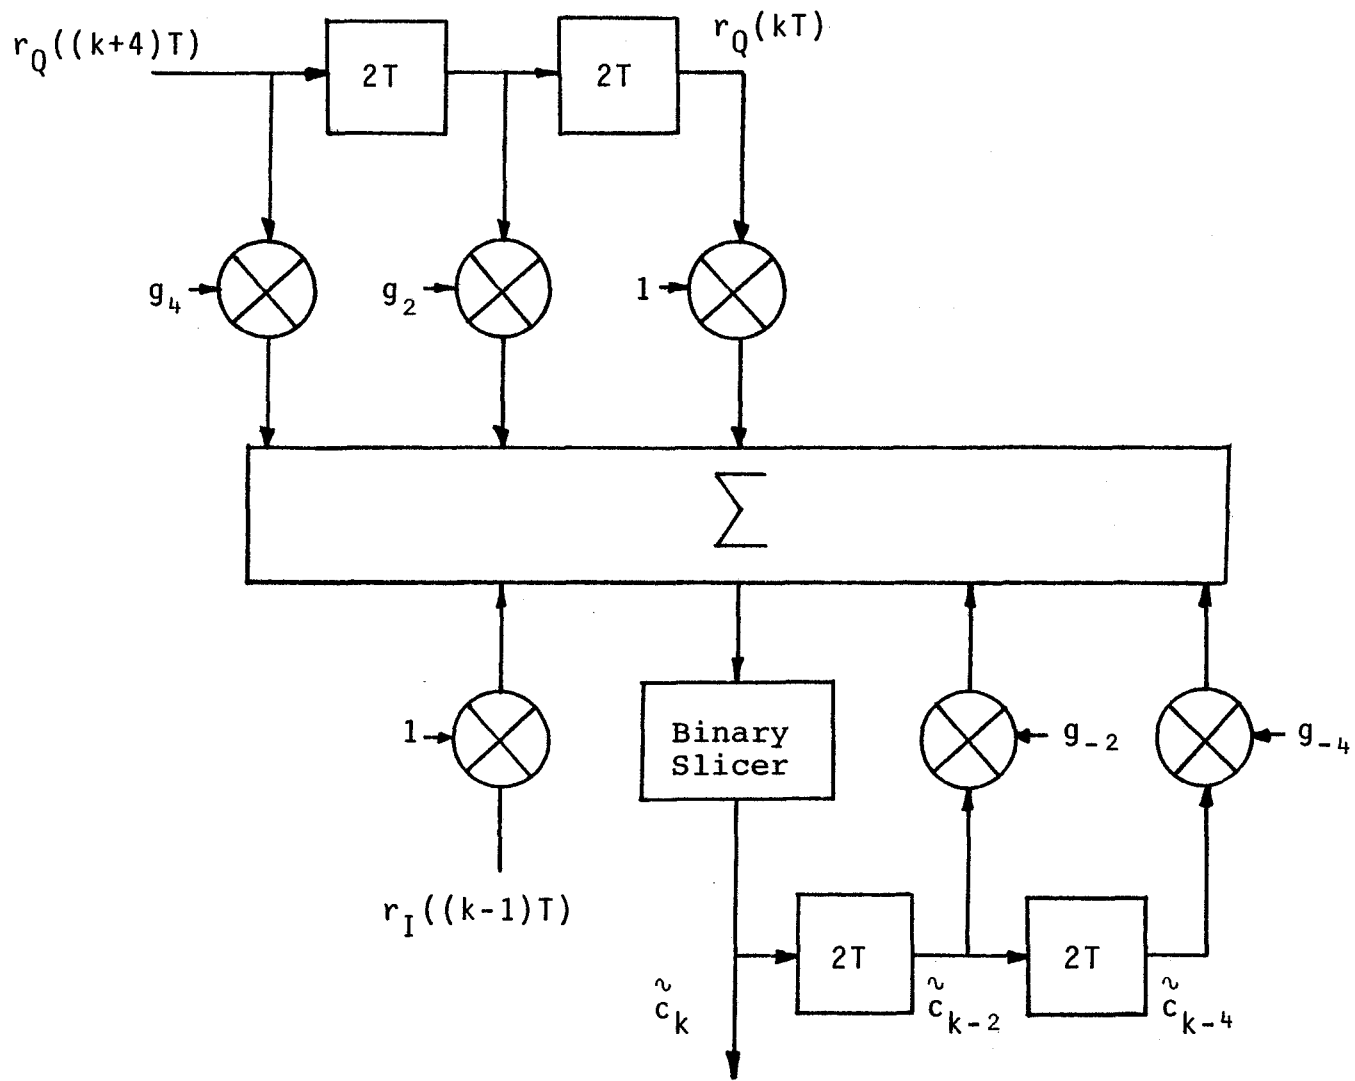 r_Q((k+4)T)
2T
2T
r_Q(kT)
g_4
g_2
1
Σ
1
Binary
Slicer
g_-2
g_-4
r_I((k-1)T)
2T
2T
c̃_k
c̃_k-2
c̃_k-4